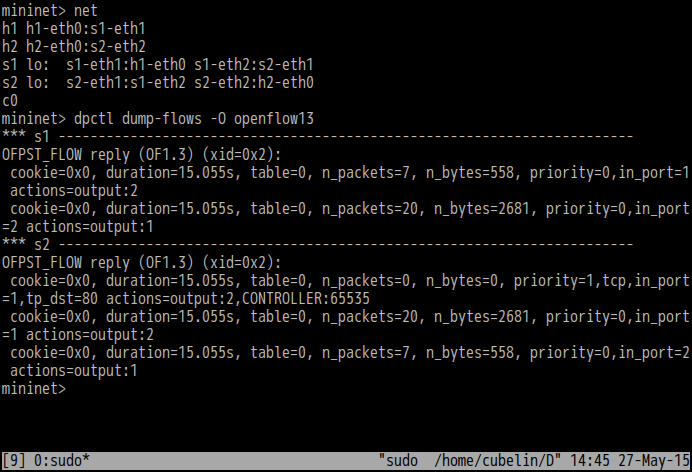 mininet> net
h1 h1-eth0:s1-eth1
h2 h2-eth0:s2-eth2
s1 lo:  s1-eth1:h1-eth0 s1-eth2:s2-eth1
s2 lo:  s2-eth1:s1-eth2 s2-eth2:h2-eth0
c0
mininet> dpctl dump-flows -O openflow13
*** s1 ------------------------------------------------------------------------
OFPST_FLOW reply (OF1.3) (xid=0x2):
 cookie=0x0, duration=15.055s, table=0, n_packets=7, n_bytes=558, priority=0,in_port=1
 actions=output:2
 cookie=0x0, duration=15.055s, table=0, n_packets=20, n_bytes=2681, priority=0,in_port
=2 actions=output:1
*** s2 ------------------------------------------------------------------------
OFPST_FLOW reply (OF1.3) (xid=0x2):
 cookie=0x0, duration=15.055s, table=0, n_packets=0, n_bytes=0, priority=1,tcp,in_port
=1,tp_dst=80 actions=output:2,CONTROLLER:65535
 cookie=0x0, duration=15.055s, table=0, n_packets=20, n_bytes=2681, priority=0,in_port
=1 actions=output:2
 cookie=0x0, duration=15.055s, table=0, n_packets=7, n_bytes=558, priority=0,in_port=2
 actions=output:1
mininet>
[9] 0:sudo* "sudo  /home/cubelin/D" 14:45 27-May-15